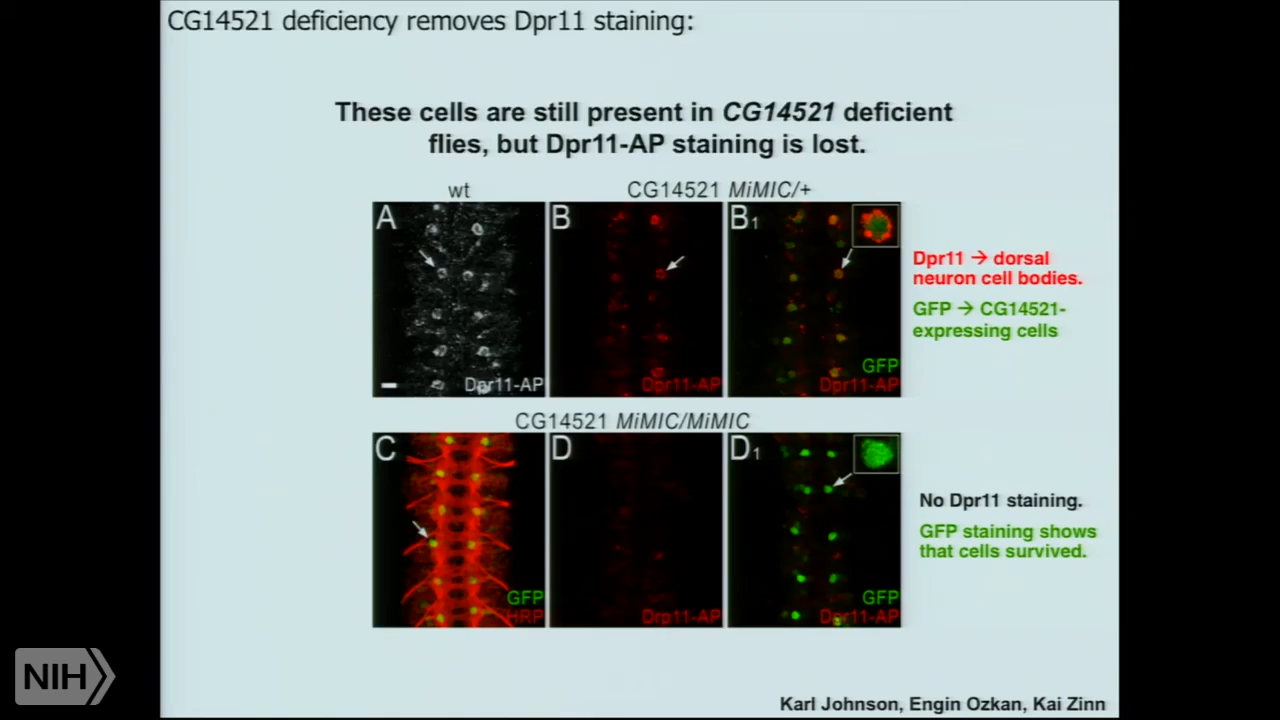 CG14521 deficiency removes Dpr11 staining:
These cells are still present in CG14521 deficient
flies, but Dpr11-AP staining is lost.
wt
CG14521 MiMIC/+
A
B
B1
Dpr11 → dorsal
neuron cell bodies.
GFP → CG14521-
expressing cells
GFP
Dpr11-AP
Dpr11-AP
Dpr11-AP
CG14521 MiMIC/MiMIC
C
D
D1
No Dpr11 staining.
GFP staining shows
that cells survived.
GFP
HRP
Drp11-AP
GFP
Dpr11-AP
NIH
Karl Johnson, Engin Ozkan, Kai Zinn